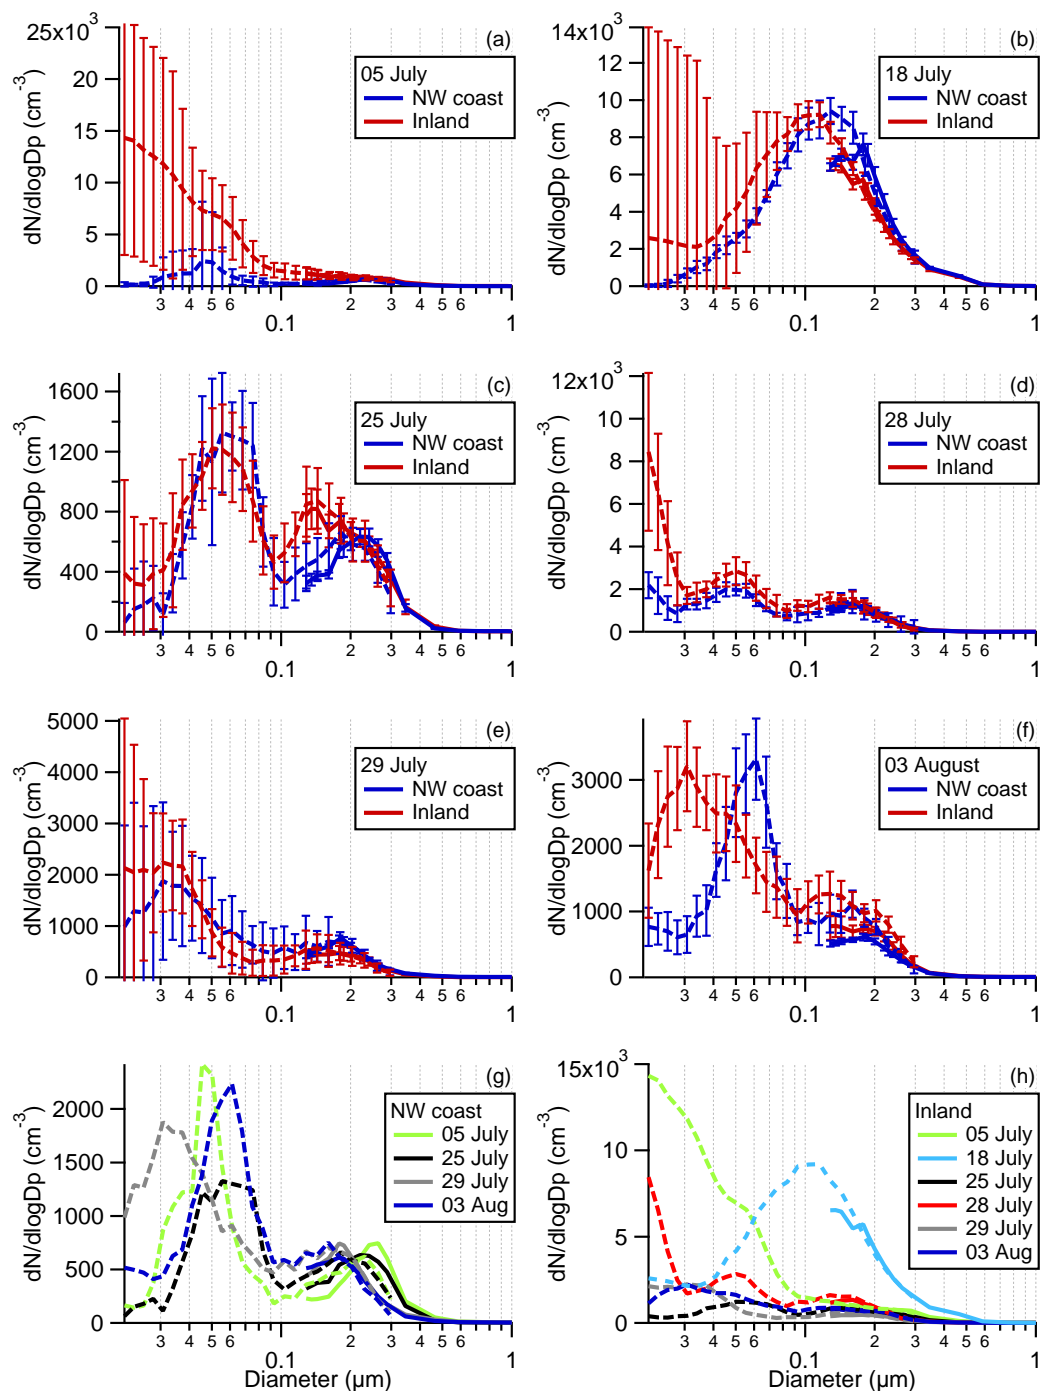 25x10³
20
15
10
5
0
dN/dlogDp (cm⁻³)
(a)
05 July
NW coast
Inland
3 4 5 6 0.1 2 3 4 5 6 1
14x10³
12
10
8
6
4
2
0
dN/dlogDp (cm⁻³)
(b)
18 July
NW coast
Inland
3 4 5 6 0.1 2 3 4 5 6 1
1600
1200
800
400
0
dN/dlogDp (cm⁻³)
(c)
25 July
NW coast
Inland
3 4 5 6 0.1 2 3 4 5 6 1
12x10³
10
8
6
4
2
0
dN/dlogDp (cm⁻³)
(d)
28 July
NW coast
Inland
3 4 5 6 0.1 2 3 4 5 6 1
5000
4000
3000
2000
1000
0
dN/dlogDp (cm⁻³)
(e)
29 July
NW coast
Inland
3 4 5 6 0.1 2 3 4 5 6 1
3000
2000
1000
0
dN/dlogDp (cm⁻³)
(f)
03 August
NW coast
Inland
3 4 5 6 0.1 2 3 4 5 6 1
2000
1500
1000
500
0
dN/dlogDp (cm⁻³)
(g)
NW coast
05 July
25 July
29 July
03 Aug
3 4 5 6 0.1 2 3 4 5 6 1
Diameter (µm)
15x10³
10
5
0
dN/dlogDp (cm⁻³)
(h)
Inland
05 July
18 July
25 July
28 July
29 July
03 Aug
3 4 5 6 0.1 2 3 4 5 6 1
Diameter (µm)